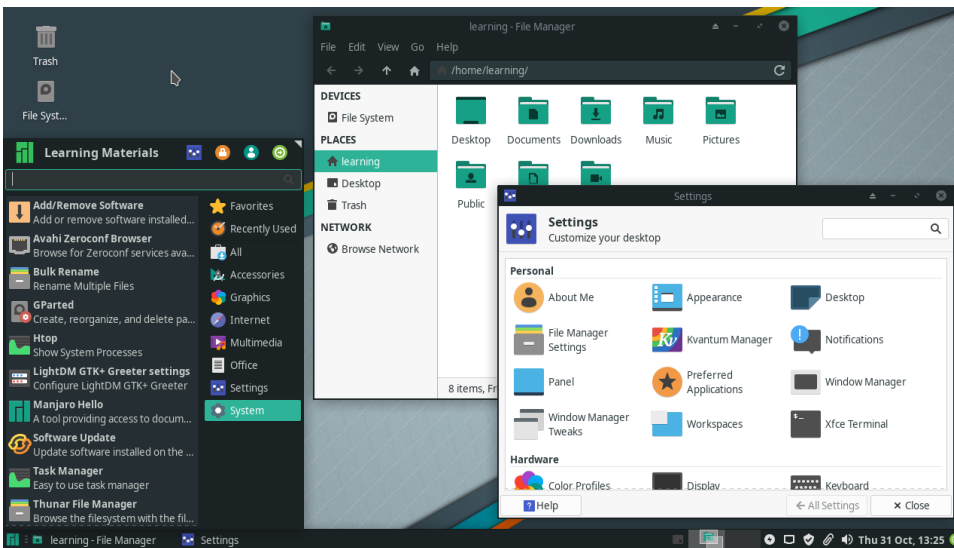 Trash
File Syst...
Learning Materials
Add/Remove Software
Add or remove software installed...
Avahi Zeroconf Browser
Browse for Zeroconf services ava...
Bulk Rename
Rename Multiple Files
GParted
Create, reorganize, and delete pa...
Htop
Show System Processes
LightDM GTK+ Greeter settings
Configure LightDM GTK+ Greeter
Manjaro Hello
A tool providing access to docum...
Software Update
Update software installed on the ...
Task Manager
Easy to use task manager
Thunar File Manager
Browse the filesystem with the fil...
Favorites
Recently Used
All
Accessories
Graphics
Internet
Multimedia
Office
Settings
System
learning - File Manager
File Edit View Go Help
/home/learning/
DEVICES
File System
PLACES
learning
Desktop
Trash
NETWORK
Browse Network
Desktop Documents Downloads Music Pictures
Public
8 items, Fr
Settings
Settings
Customize your desktop
Personal
About Me
Appearance
Desktop
File Manager
Settings
Kv
Kvantum Manager
Notifications
Panel
Preferred
Applications
Window Manager
Window Manager
Tweaks
Workspaces
Xfce Terminal
Hardware
Color Profiles
Display
Keyboard
? Help
All Settings
Close
learning - File Manager
Settings
Thu 31 Oct, 13:25